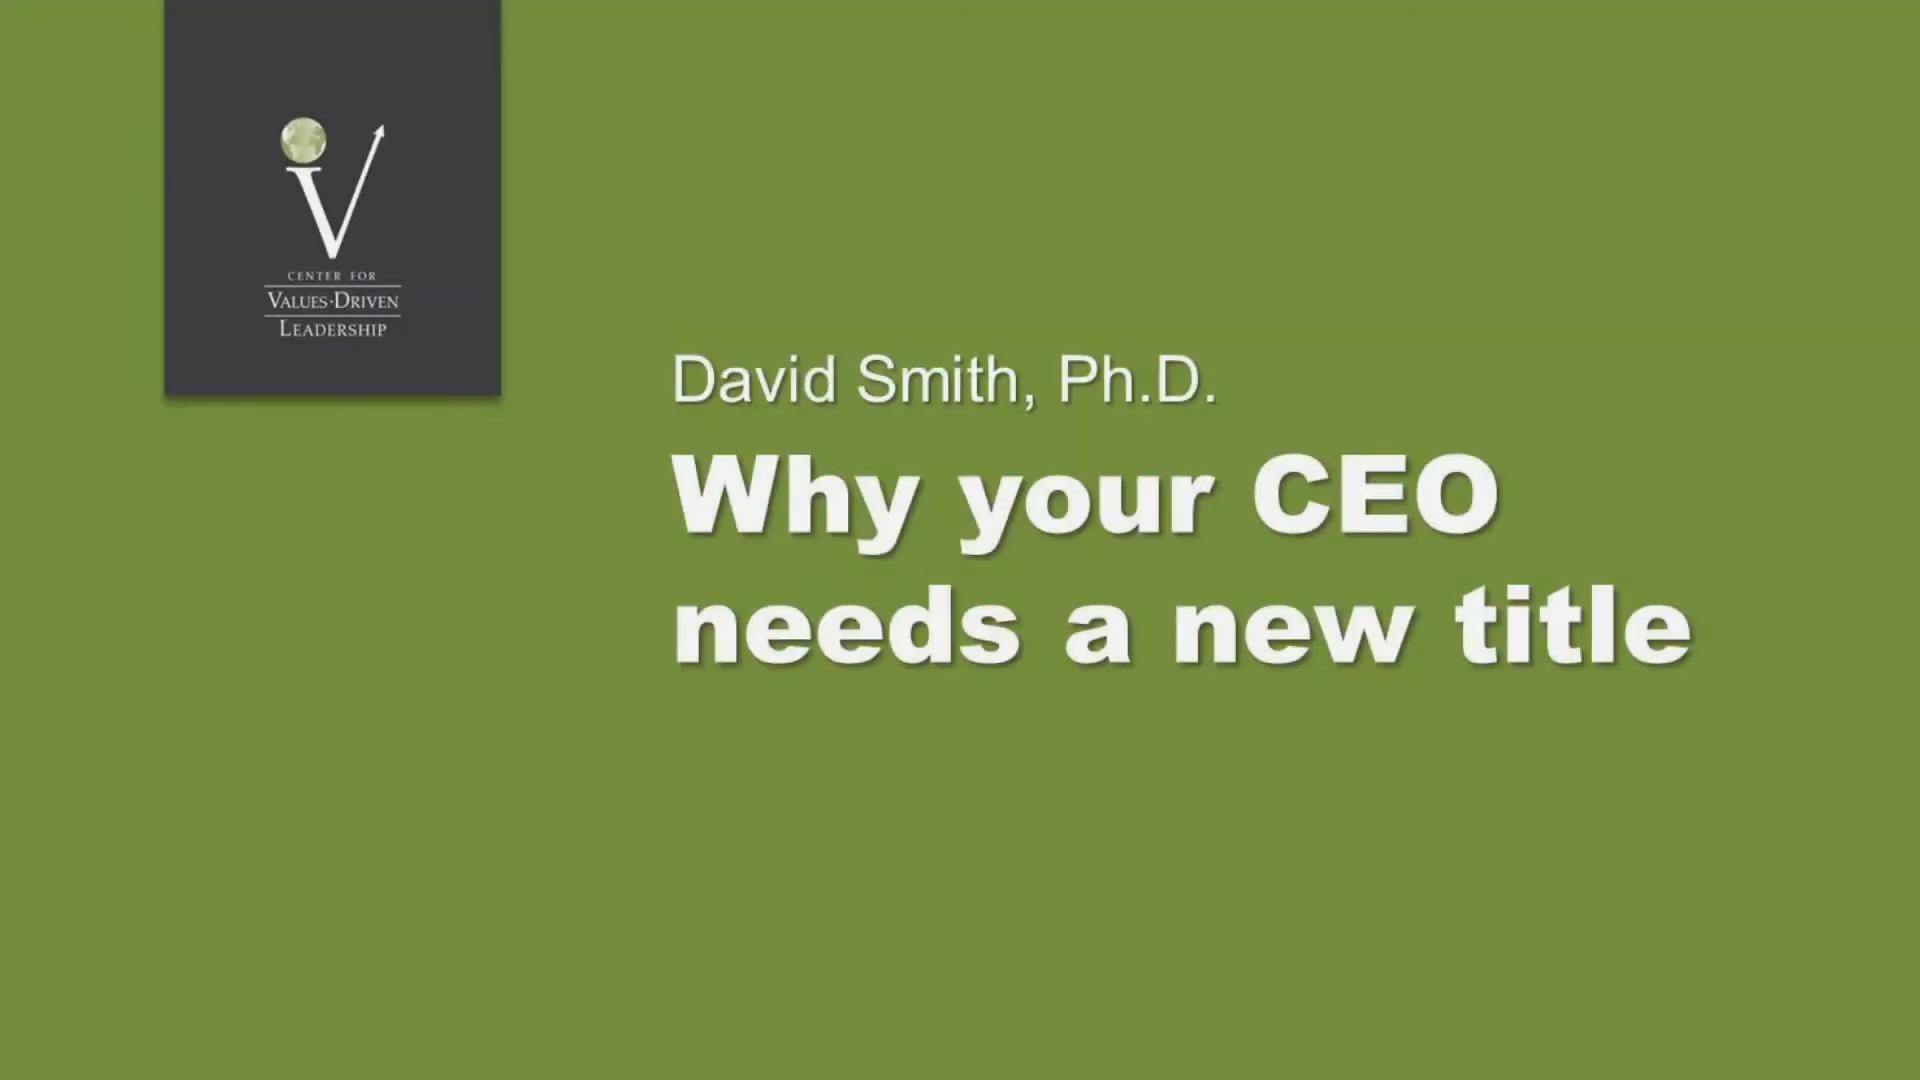 CENTER FOR
VALUES·DRIVEN
LEADERSHIP
David Smith, Ph.D.
Why your CEO
needs a new title